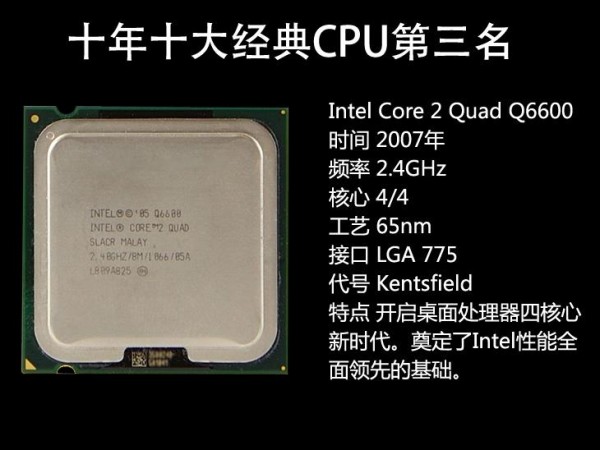 十年十大经典CPU第三名
Intel Core 2 Quad Q6600
时间 2007年
频率 2.4GHz
核心 4/4
工艺 65nm
接口 LGA 775
代号 Kentsfield
特点 开启桌面处理器四核心
新时代。奠定了Intel性能全
面领先的基础。
INTEL®©'05 Q6600
INTEL® CORE™2 QUAD
SLACR MALAY
2.40GHZ/8M/1066/05A
L809A825